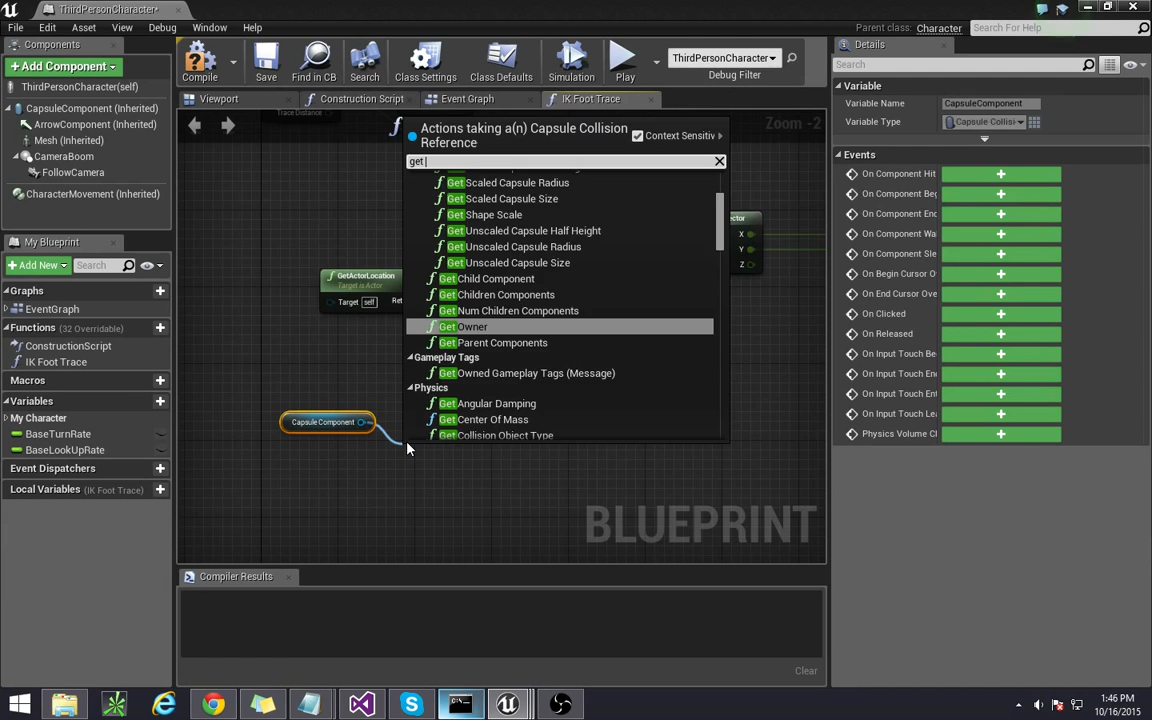 ThirdPersonCharacter*
File
Edit
Asset
View
Debug
Window
Help
Parent class: Character
Search For Help
Components
+ Add Component
ThirdPersonCharacter(self)
CapsuleComponent (Inherited)
ArrowComponent (Inherited)
Mesh (Inherited)
CameraBoom
FollowCamera
CharacterMovement (Inherited)
My Blueprint
+ Add New
Search
Graphs
EventGraph
Functions (32 Overridable)
ConstructionScript
IK Foot Trace
Macros
Variables
My Character
BaseTurnRate
BaseLookUpRate
Event Dispatchers
Local Variables (IK Foot Trace)
Compile
Save
Find in CB
Search
Class Settings
Class Defaults
Simulation
Play
ThirdPersonCharacter
Debug Filter
Viewport
Construction Script
Event Graph
IK Foot Trace
Trace Distance
Zoom -2
GetActorLocation
Target is Actor
Target self
Ret
Capsule Component
ector
X
Y
Z
Actions taking a(n) Capsule Collision
Reference
Context Sensitiv
get
Get Scaled Capsule Radius
Get Scaled Capsule Size
Get Shape Scale
Get Unscaled Capsule Half Height
Get Unscaled Capsule Radius
Get Unscaled Capsule Size
Get Child Component
Get Children Components
Get Num Children Components
Get Owner
Get Parent Components
Gameplay Tags
Get Owned Gameplay Tags (Message)
Physics
Get Angular Damping
Get Center Of Mass
Get Collision Object Type
BLUEPRINT
Compiler Results
Clear
Details
Search
Variable
Variable Name CapsuleComponent
Variable Type Capsule Collisi
Events
On Component Hit
On Component Beg
On Component End
On Component Wa
On Component Sle
On Begin Cursor O
On End Cursor Ove
On Clicked
On Released
On Input Touch Be
On Input Touch End
On Input Touch Ent
On Input Touch Lea
Physics Volume Cl
1:46 PM
10/16/2015